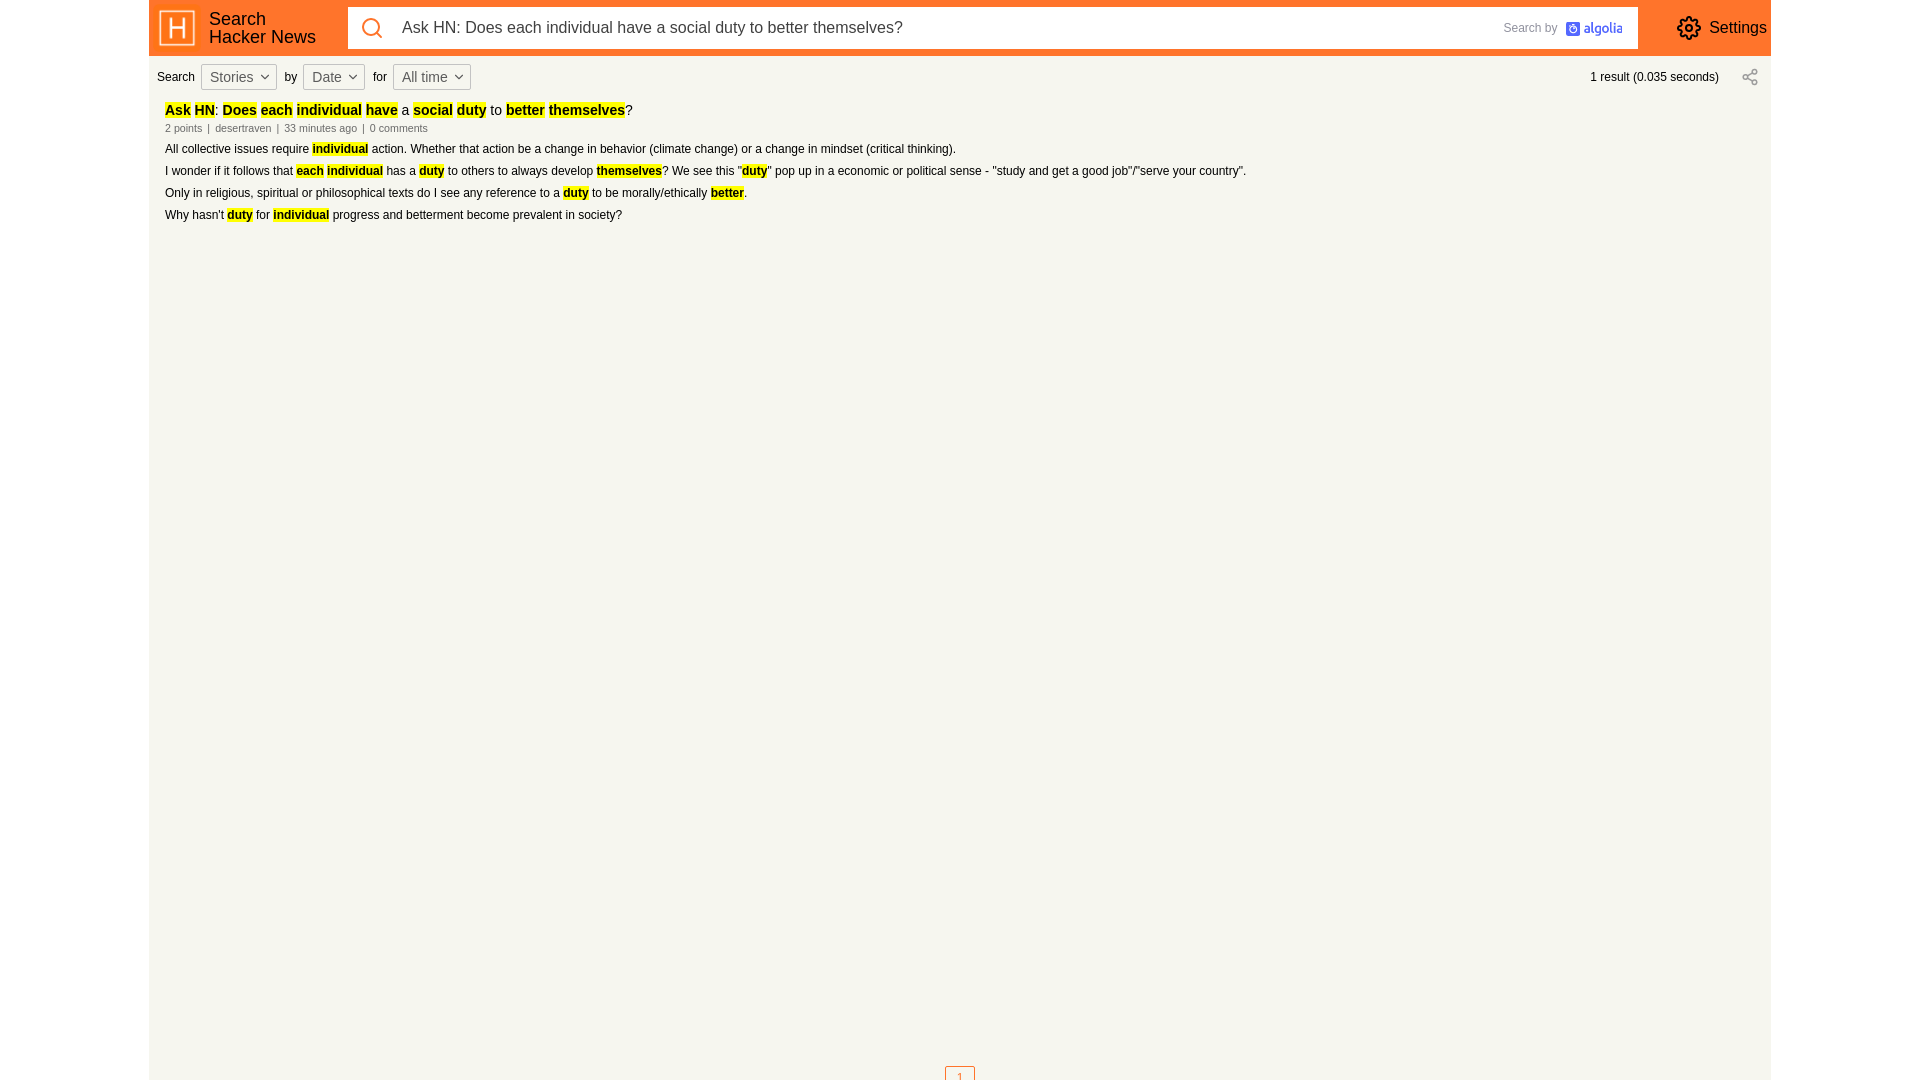 Search
Hacker News
Ask HN: Does each individual have a social duty to better themselves?
Search by algolia
Settings
Search Stories by Date for All time
1 result (0.035 seconds)
Ask HN: Does each individual have a social duty to better themselves?
2 points | desertraven | 33 minutes ago | 0 comments
All collective issues require individual action. Whether that action be a change in behavior (climate change) or a change in mindset (critical thinking).
I wonder if it follows that each individual has a duty to others to always develop themselves? We see this "duty" pop up in a economic or political sense - "study and get a good job"/"serve your country".
Only in religious, spiritual or philosophical texts do I see any reference to a duty to be morally/ethically better.
Why hasn't duty for individual progress and betterment become prevalent in society?
1